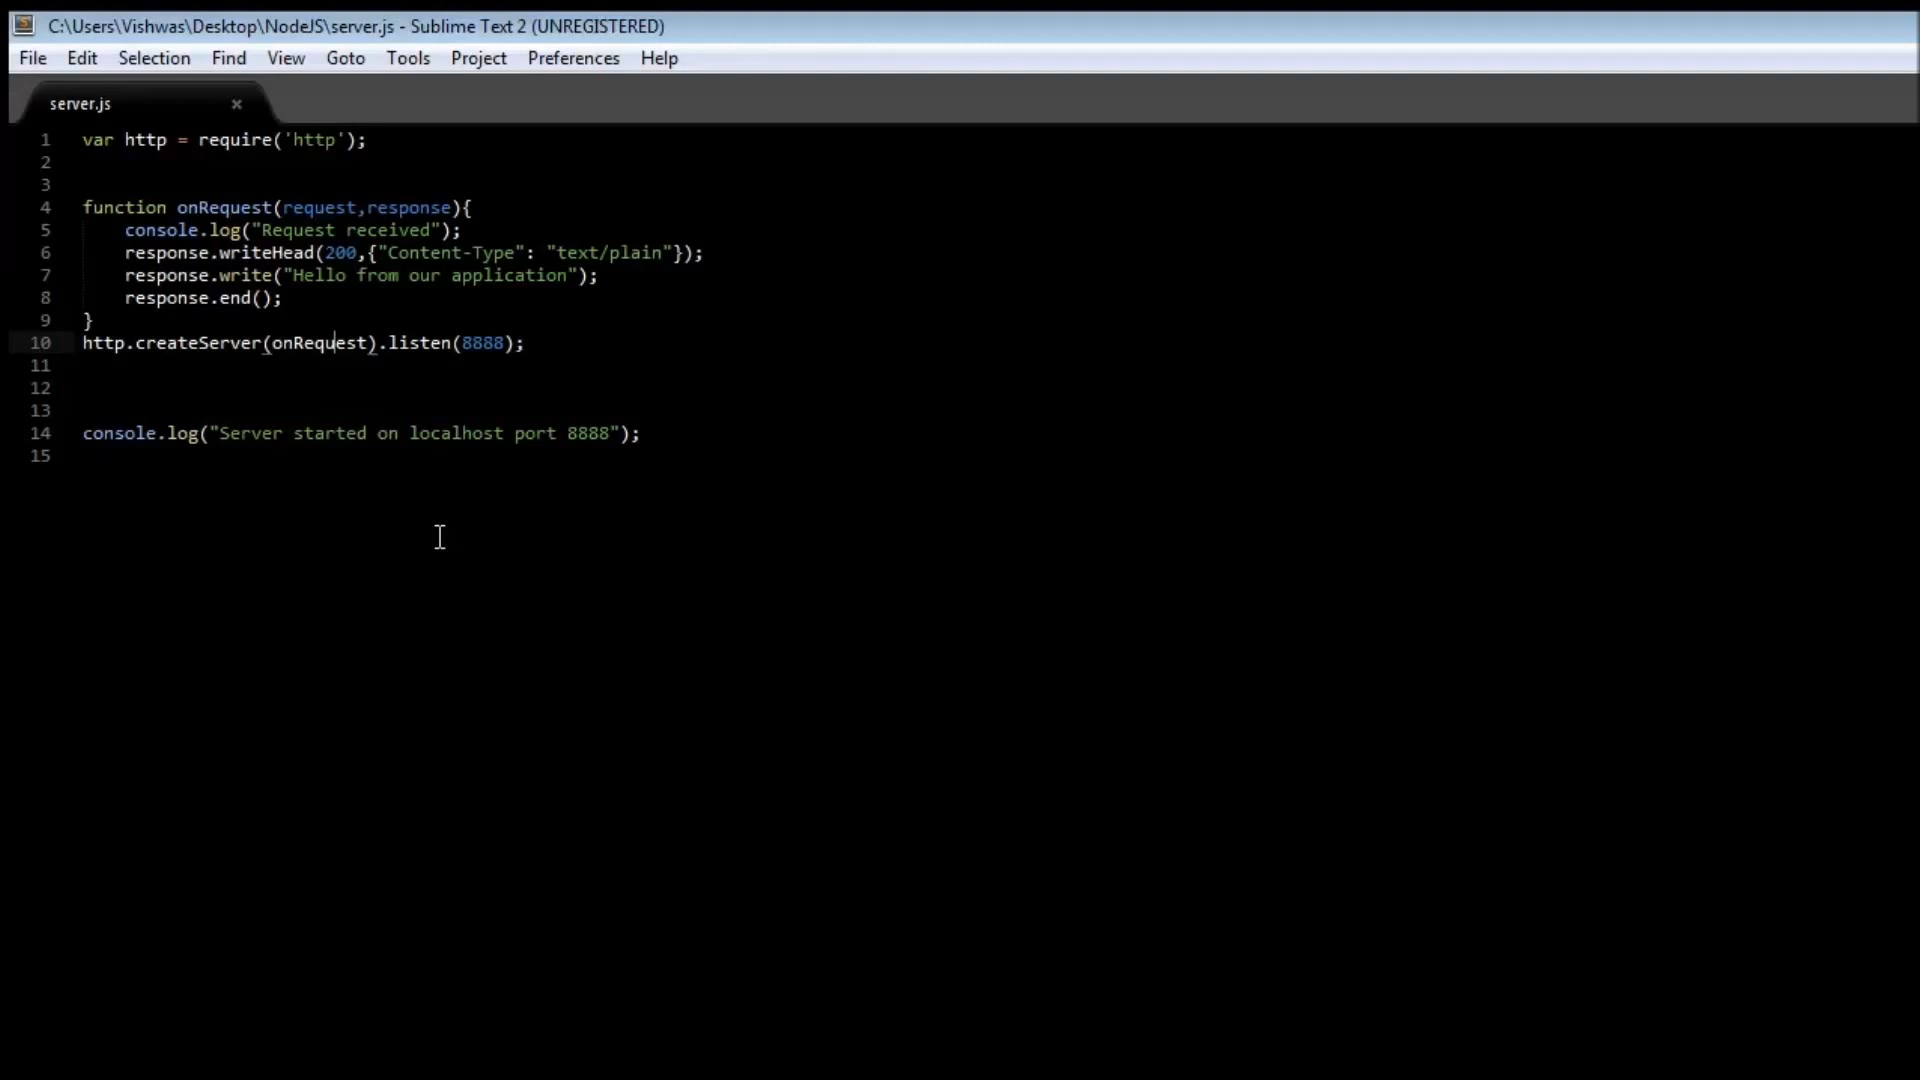 C:\Users\Vishwas\Desktop\NodeJS\server.js - Sublime Text 2 (UNREGISTERED)
File Edit Selection Find View Goto Tools Project Preferences Help
server.js ×
1 var http = require('http');
2
3
4 function onRequest(request,response){
5 console.log("Request received");
6 response.writeHead(200,{"Content-Type": "text/plain"});
7 response.write("Hello from our application");
8 response.end();
9 }
10 http.createServer(onRequest).listen(8888);
11
12
13
14 console.log("Server started on localhost port 8888");
15